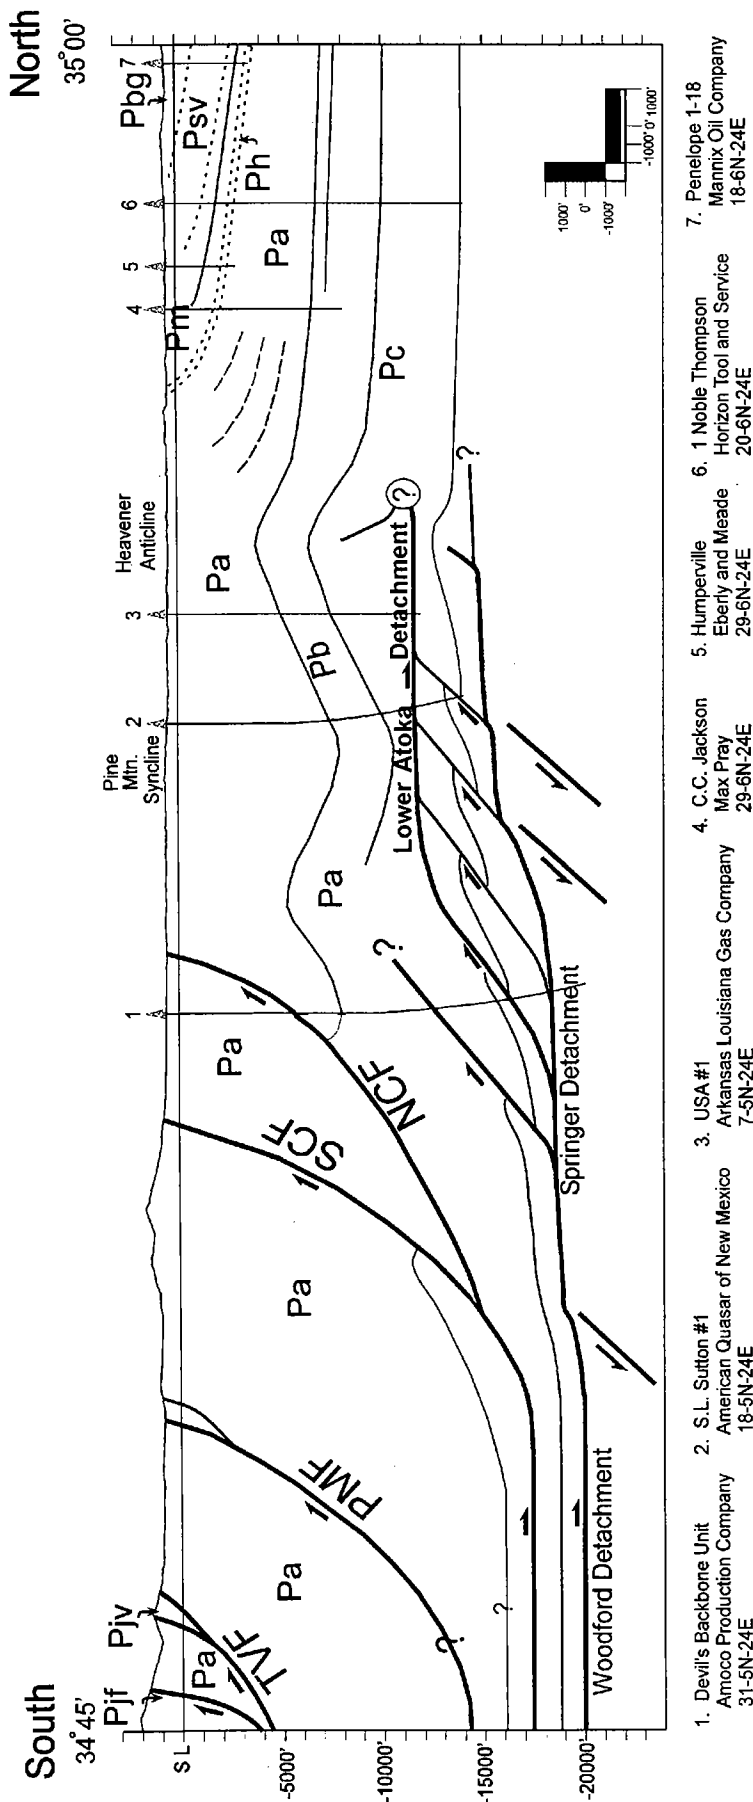 South
North
34°45'
35°00'
Pjf
Pjv
Pine
Mtn.
Syncline
Heavener
Anticline
Pbg
1
2
3
4
5
6
7
S L
-5000'
-10000'
-15000'
-20000'
Pa
TVF
Pa
PMF
?
?
Pa
SCF
Pa
NCF
?
Pa
Pb
Pa
Pm
Pa
Ph
Psv
Pc
Lower Atoka Detachment
?
?
Springer Detachment
Woodford Detachment
1000'
0'
-1000'
-1000' 0' 1000'
1. Devil's Backbone Unit
Amoco Production Company
31-5N-24E
2. S.L. Sutton #1
American Quasar of New Mexico
18-5N-24E
3. USA #1
Arkansas Louisiana Gas Company
7-5N-24E
4. C.C. Jackson
Max Pray
29-6N-24E
5. Humperville
Eberly and Meade
29-6N-24E
6. 1 Noble Thompson
Horizon Tool and Service
20-6N-24E
7. Penelope 1-18
Mannix Oil Company
18-6N-24E